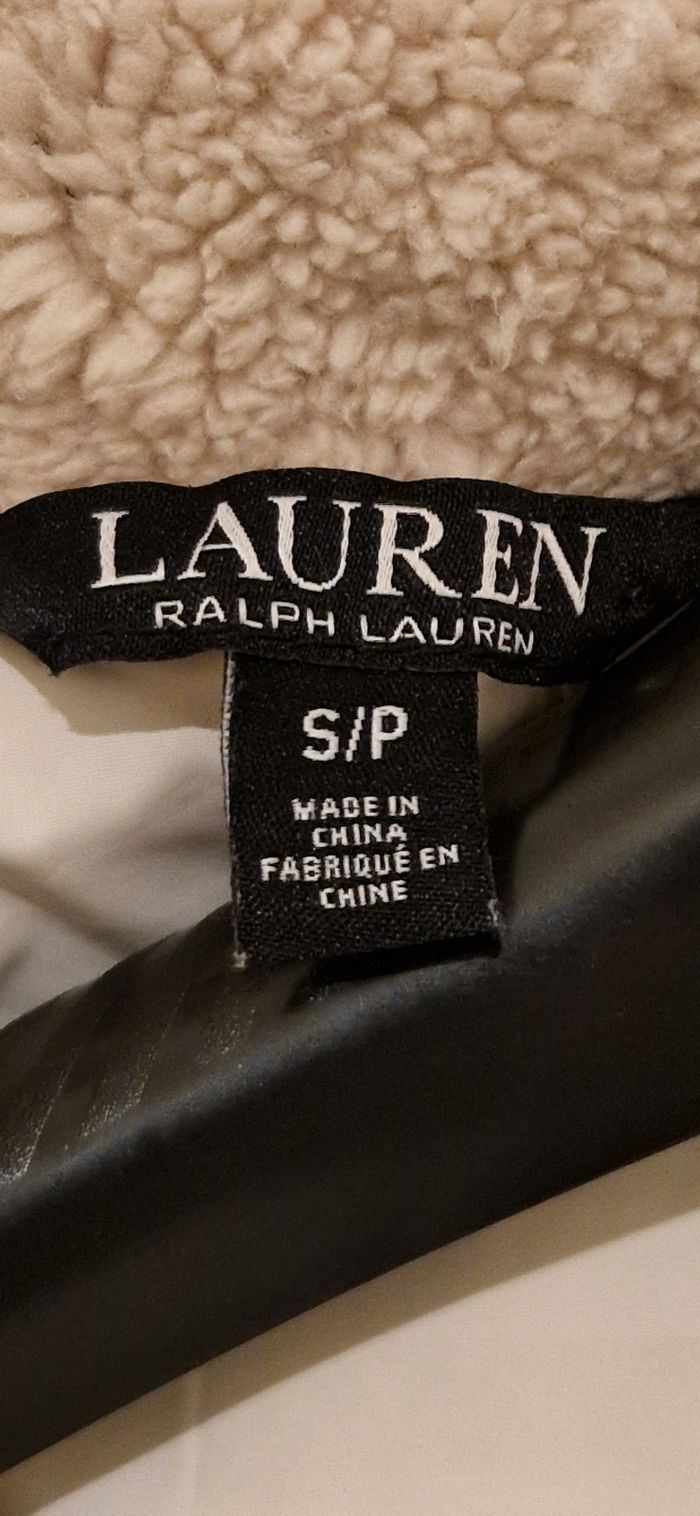 LAUREN
RALPH LAUREN
S/P
MADE IN
CHINA
FABRIQUÉ EN
CHINE